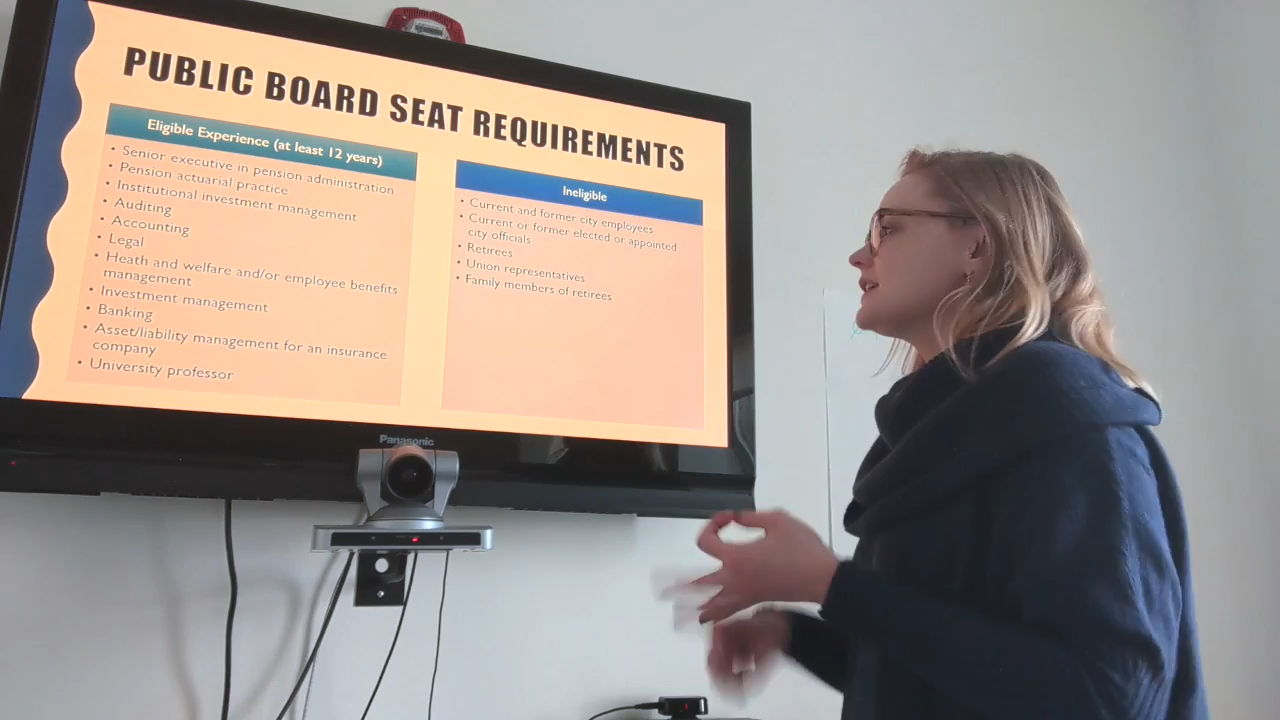 PUBLIC BOARD SEAT REQUIREMENTS
Eligible Experience (at least 12 years)
• Senior executive in pension administration
• Pension actuarial practice
• Institutional investment management
• Auditing
• Accounting
• Legal
• Heath and welfare and/or employee benefits
management
• Investment management
• Banking
• Asset/liability management for an insurance
company
• University professor
Ineligible
• Current and former city employees
• Current or former elected or appointed
city officials
• Retirees
• Union representatives
• Family members of retirees
Panasonic